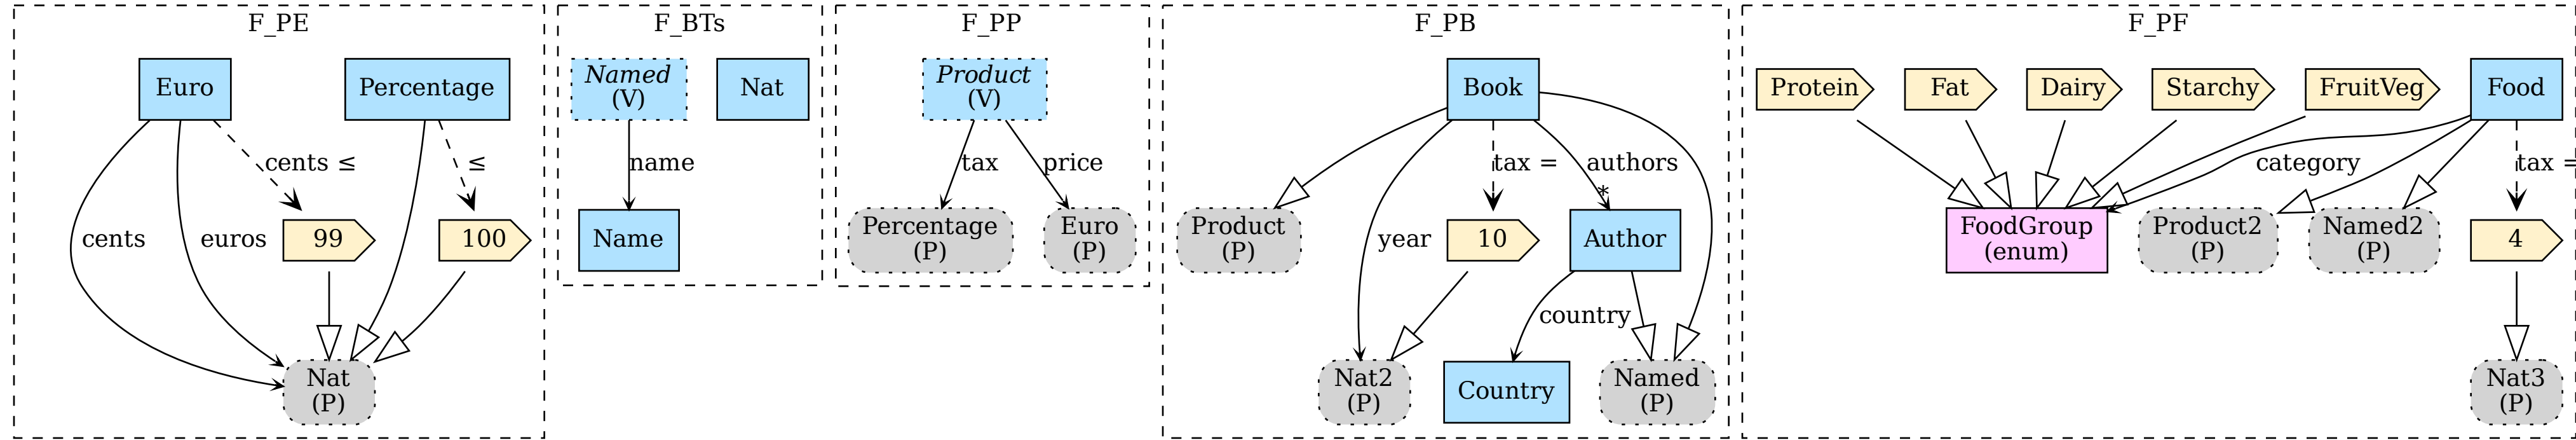 F_PE
Euro
Percentage
cents ≤
≤
cents
euros
99
100
Nat
(P)
F_BTs
Named
(V)
Nat
name
Name
F_PP
Product
(V)
tax
price
Percentage
(P)
Euro
(P)
F_PB
Book
tax =
authors
*
Product
(P)
year
10
Author
country
Nat2
(P)
Country
Named
(P)
F_PF
Protein
Fat
Dairy
Starchy
FruitVeg
Food
category
tax =
FoodGroup
(enum)
Product2
(P)
Named2
(P)
4
Nat3
(P)